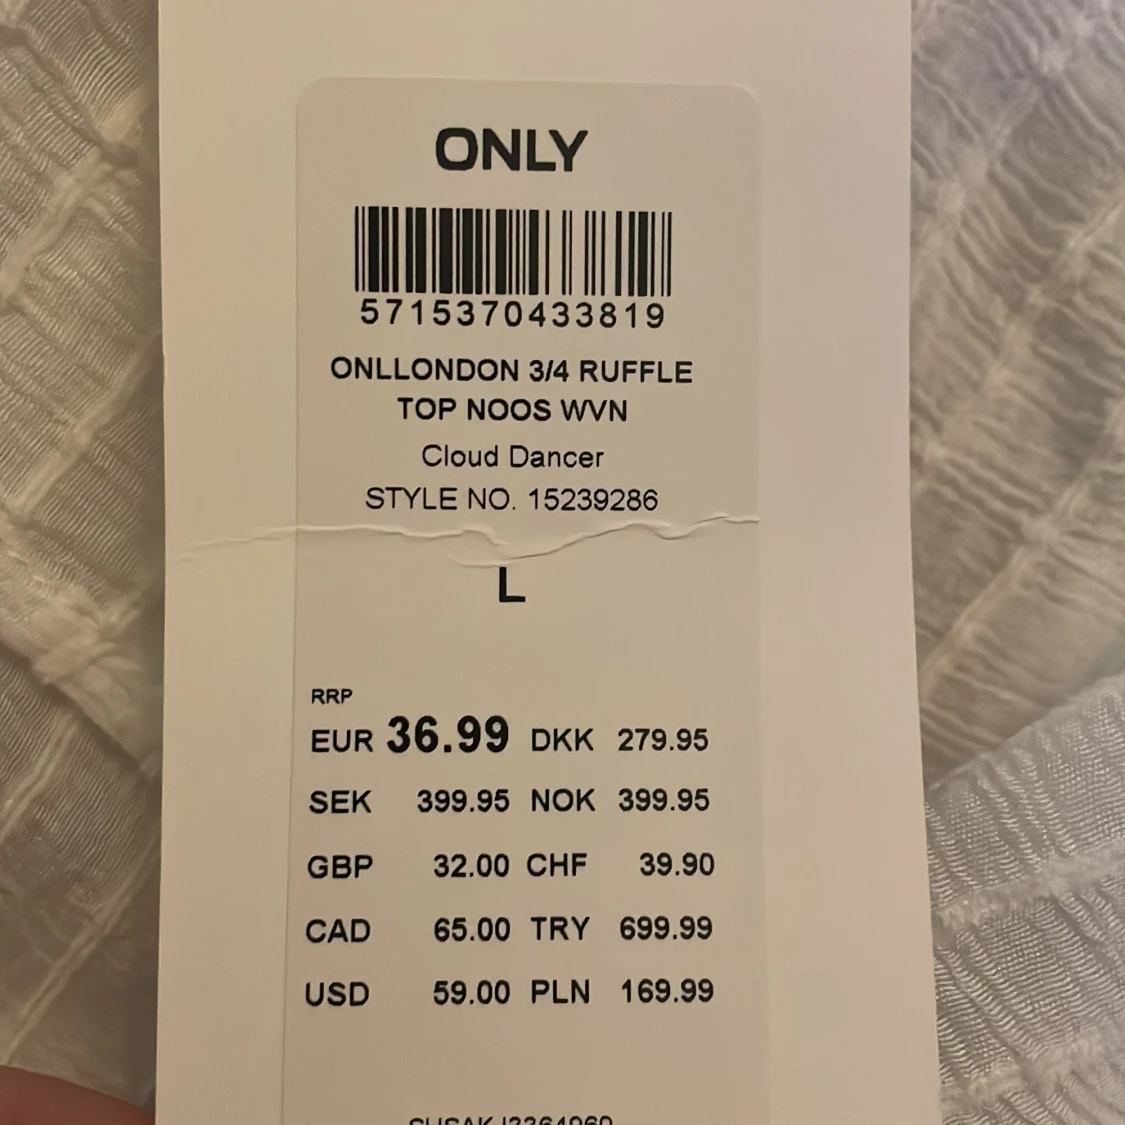 ONLY
5715370433819
ONLLONDON 3/4 RUFFLE
TOP NOOS WVN
Cloud Dancer
STYLE NO. 15239286
L
RRP
EUR 36.99 DKK 279.95
SEK 399.95 NOK 399.95
GBP 32.00 CHF 39.90
CAD 65.00 TRY 699.99
USD 59.00 PLN 169.99